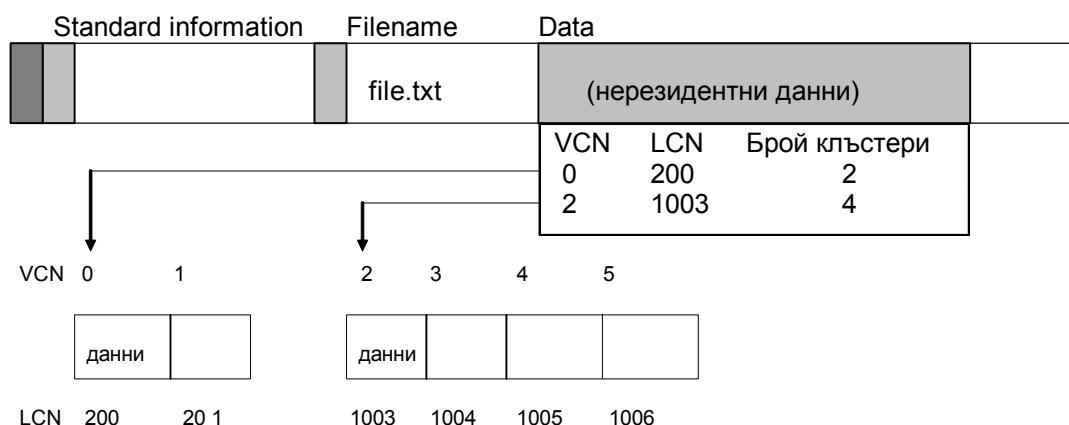 Standard information Filename Data
file.txt (нерезидентни данни)
VCN LCN Брой клъстери
0 200 2
2 1003 4
VCN 0 1 2 3 4 5
данни данни
LCN 200 20 1 1003 1004 1005 1006